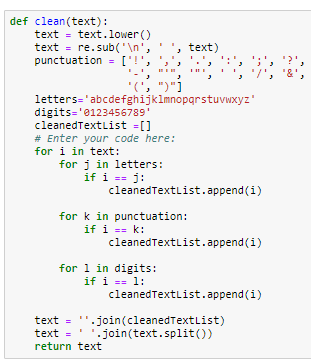 def clean(text):
    text = text.lower()
    text = re.sub('\n', ' ', text)
    punctuation = ['!', ',', '.', ':', ';', '?',
                   '-', "'", '"', ' ', '/', '&',
                   '(', ")"]
    letters='abcdefghijklmnopqrstuvwxyz'
    digits='0123456789'
    cleanedTextList =[]
    # Enter your code here:
    for i in text:
        for j in letters:
            if i == j:
                cleanedTextList.append(i)

        for k in punctuation:
            if i == k:
                cleanedTextList.append(i)

        for l in digits:
            if i == l:
                cleanedTextList.append(i)

    text = ''.join(cleanedTextList)
    text = ' '.join(text.split())
    return text